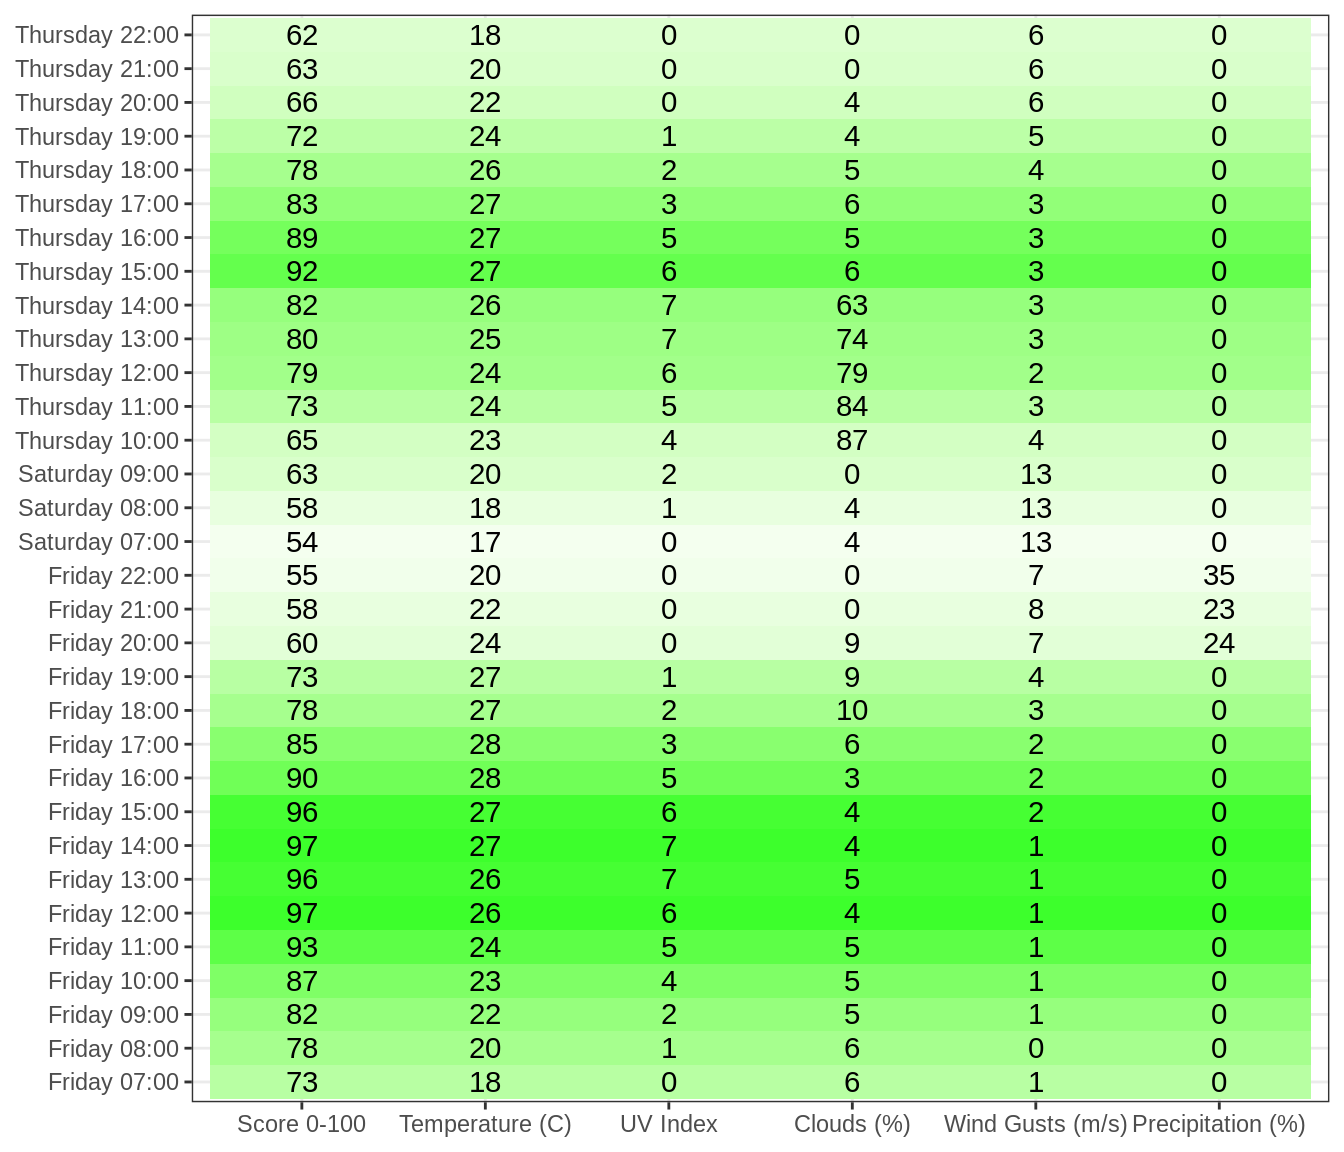 Thursday 22:00 62 18 0 0 6 0
Thursday 21:00 63 20 0 0 6 0
Thursday 20:00 66 22 0 4 6 0
Thursday 19:00 72 24 1 4 5 0
Thursday 18:00 78 26 2 5 4 0
Thursday 17:00 83 27 3 6 3 0
Thursday 16:00 89 27 5 5 3 0
Thursday 15:00 92 27 6 6 3 0
Thursday 14:00 82 26 7 63 3 0
Thursday 13:00 80 25 7 74 3 0
Thursday 12:00 79 24 6 79 2 0
Thursday 11:00 73 24 5 84 3 0
Thursday 10:00 65 23 4 87 4 0
Saturday 09:00 63 20 2 0 13 0
Saturday 08:00 58 18 1 4 13 0
Saturday 07:00 54 17 0 4 13 0
Friday 22:00 55 20 0 0 7 35
Friday 21:00 58 22 0 0 8 23
Friday 20:00 60 24 0 9 7 24
Friday 19:00 73 27 1 9 4 0
Friday 18:00 78 27 2 10 3 0
Friday 17:00 85 28 3 6 2 0
Friday 16:00 90 28 5 3 2 0
Friday 15:00 96 27 6 4 2 0
Friday 14:00 97 27 7 4 1 0
Friday 13:00 96 26 7 5 1 0
Friday 12:00 97 26 6 4 1 0
Friday 11:00 93 24 5 5 1 0
Friday 10:00 87 23 4 5 1 0
Friday 09:00 82 22 2 5 1 0
Friday 08:00 78 20 1 6 0 0
Friday 07:00 73 18 0 6 1 0
Score 0-100 Temperature (C) UV Index Clouds (%) Wind Gusts (m/s) Precipitation (%)